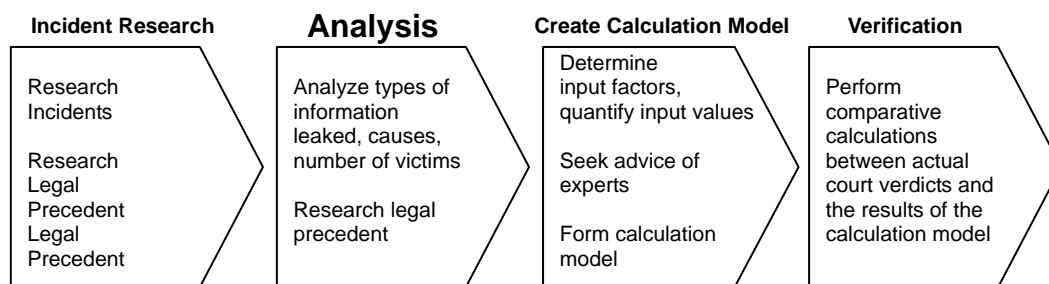 Incident Research
Analysis
Create Calculation Model
Verification
Research
Incidents
Research
Legal
Precedent
Legal
Precedent
Analyze types of
information
leaked, causes,
number of victims
Research legal
precedent
Determine
input factors,
quantify input values
Seek advice of
experts
Form calculation
model
Perform
comparative
calculations
between actual
court verdicts and
the results of the
calculation model